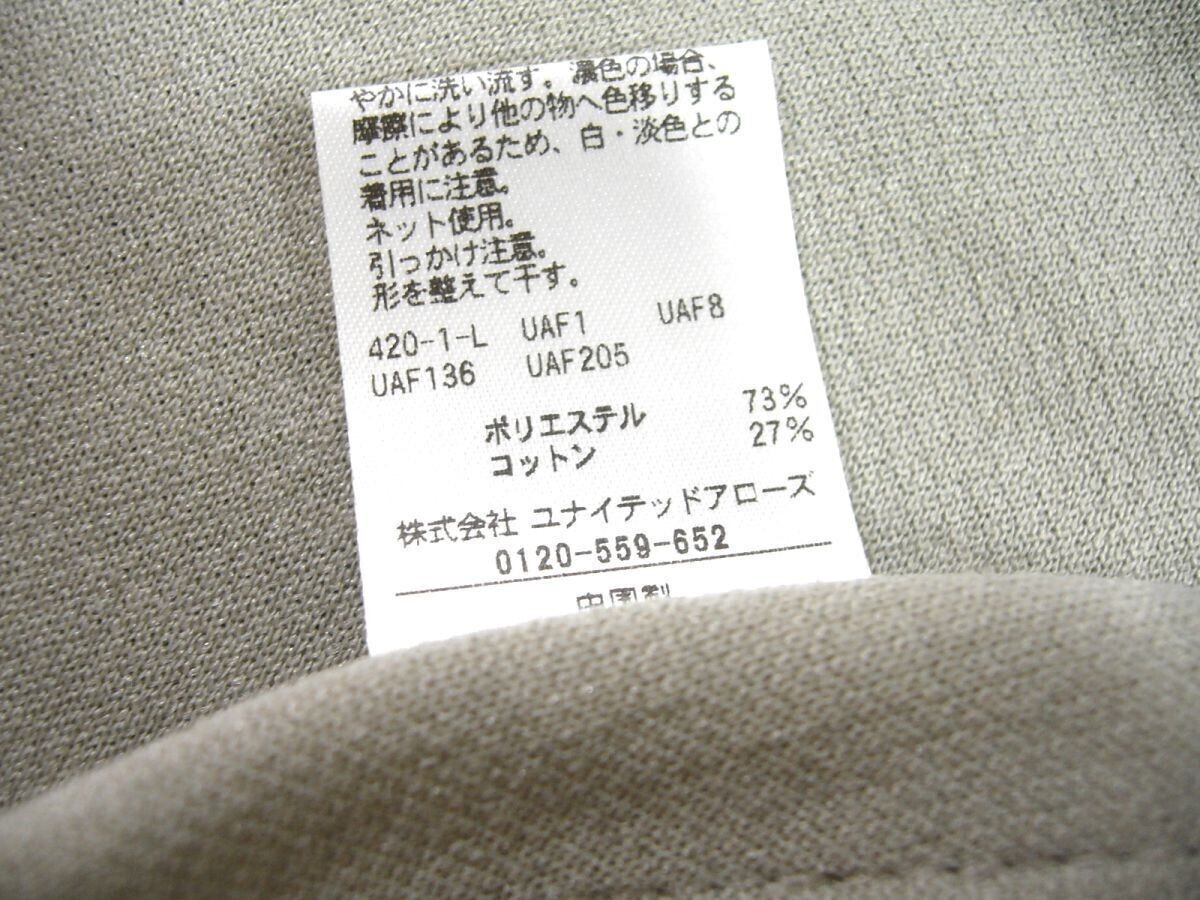 やかに洗い流す。濃色の場合、
摩擦により他の物へ色移りする
ことがあるため、白・淡色との
着用に注意。
ネット使用。
引っかけ注意。
形を整えて干す。
420-1-L UAF1 UAF8
UAF136 UAF205
ポリエステル 73%
コットン 27%
株式会社 ユナイテッドアローズ
0120-559-652
中国製